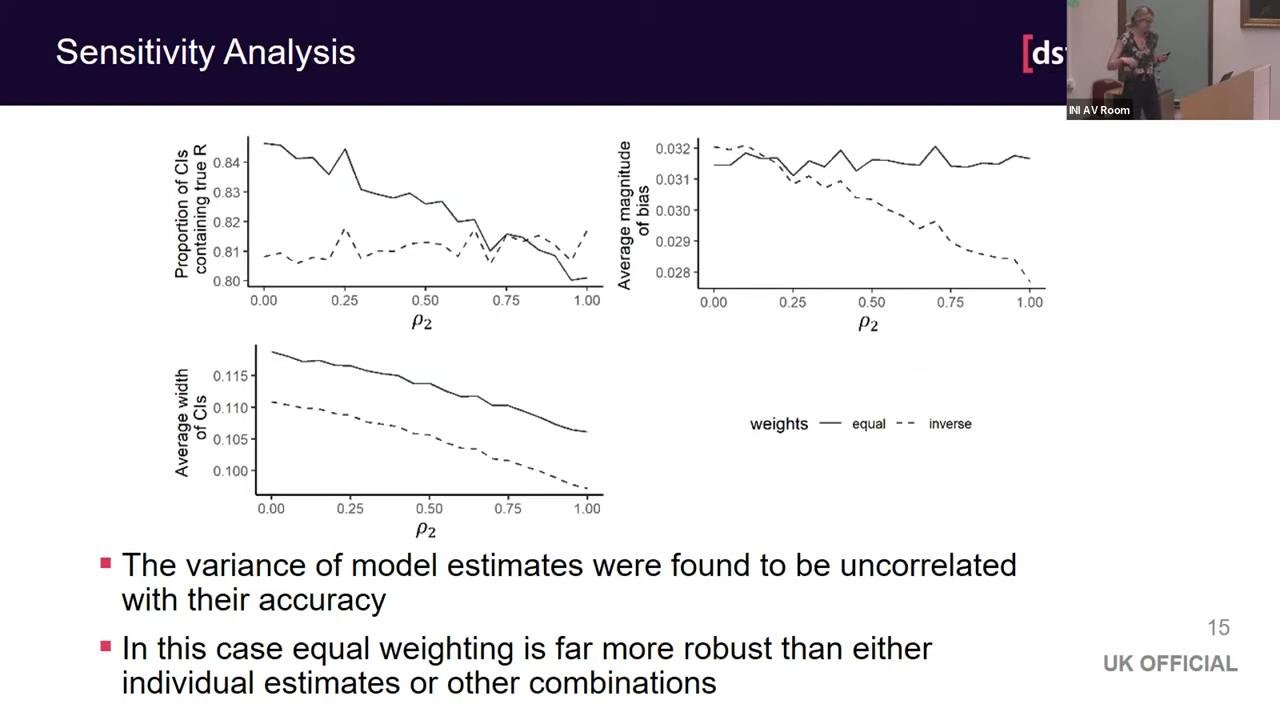 Sensitivity Analysis
[ds
INI AV Room
Proportion of CIs
containing true R
0.84
0.83
0.82
0.81
0.80
0.00 0.25 0.50 0.75 1.00
ρ2
Average magnitude
of bias
0.032
0.031
0.030
0.029
0.028
0.00 0.25 0.50 0.75 1.00
ρ2
Average width
of CIs
0.115
0.110
0.105
0.100
0.00 0.25 0.50 0.75 1.00
ρ2
weights equal inverse
The variance of model estimates were found to be uncorrelated
with their accuracy
In this case equal weighting is far more robust than either
individual estimates or other combinations
15
UK OFFICIAL